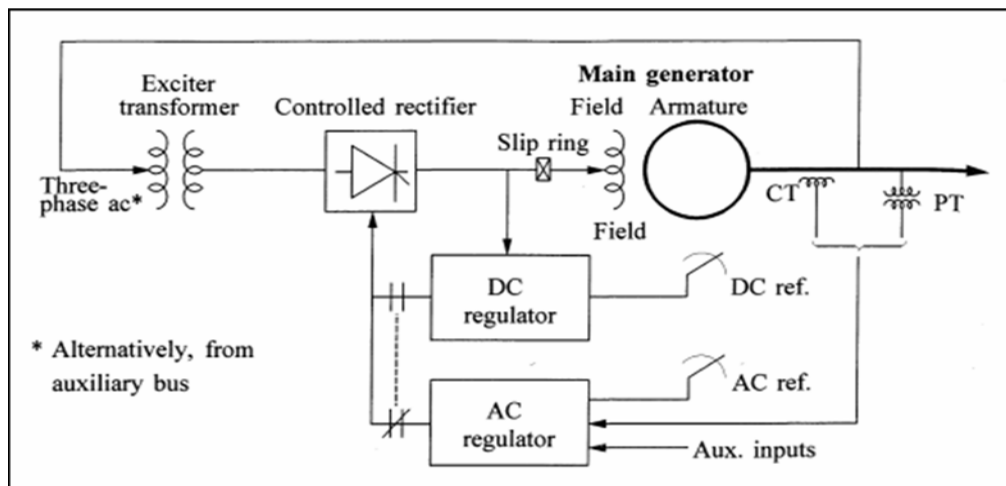 Main generator
Exciter
transformer
Controlled rectifier
Field
Armature
Slip ring
Three-
phase ac*
CT
PT
Field
DC
regulator
DC ref.
* Alternatively, from
auxiliary bus
AC
regulator
AC ref.
Aux. inputs